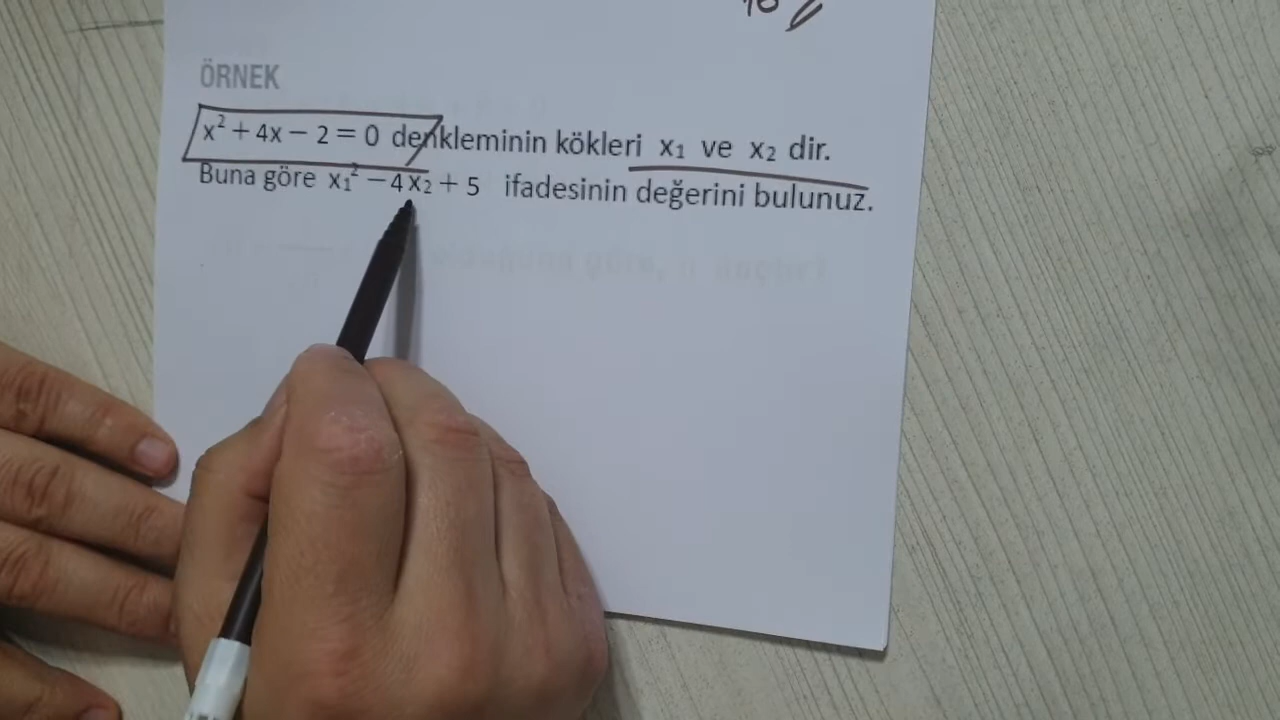 ÖRNEK
x² + 4x − 2 = 0 denkleminin kökleri x₁ ve x₂ dir.
Buna göre x₁² − 4x₂ + 5 ifadesinin değerini bulunuz.